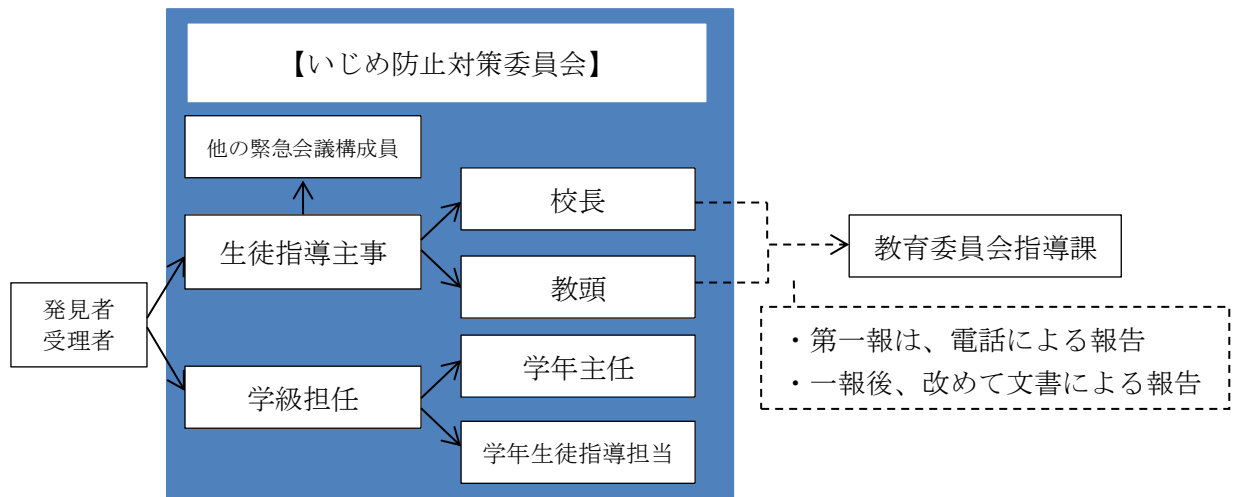 【いじめ防止対策委員会】
他の緊急会議構成員
校長
生徒指導主事
教育委員会指導課
教頭
発見者
受理者
・第一報は、電話による報告
・一報後、改めて文書による報告
学年主任
学級担任
学年生徒指導担当